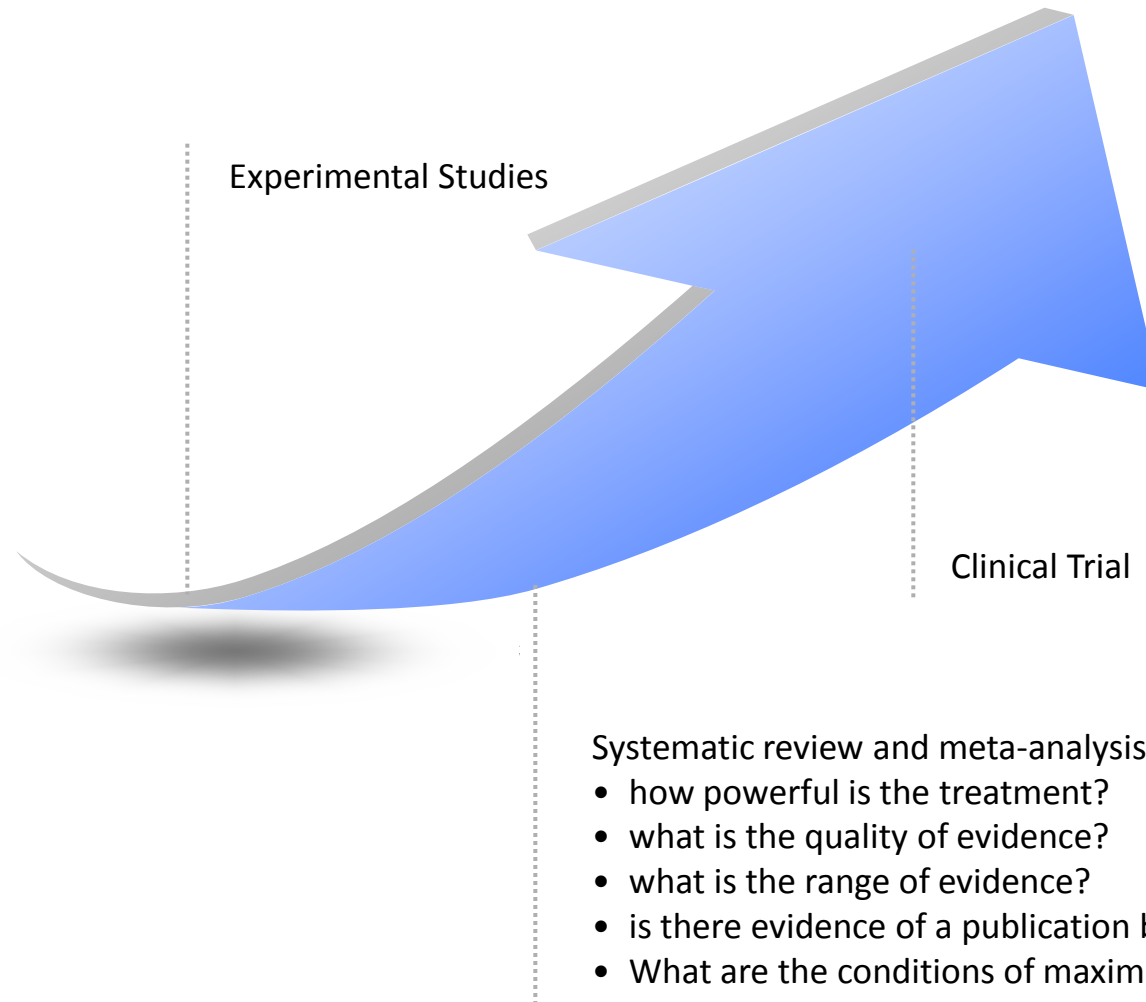 Experimental Studies
Clinical Trial
Systematic review and meta-analysis
• how powerful is the treatment?
• what is the quality of evidence?
• what is the range of evidence?
• is there evidence of a publication
• What are the conditions of